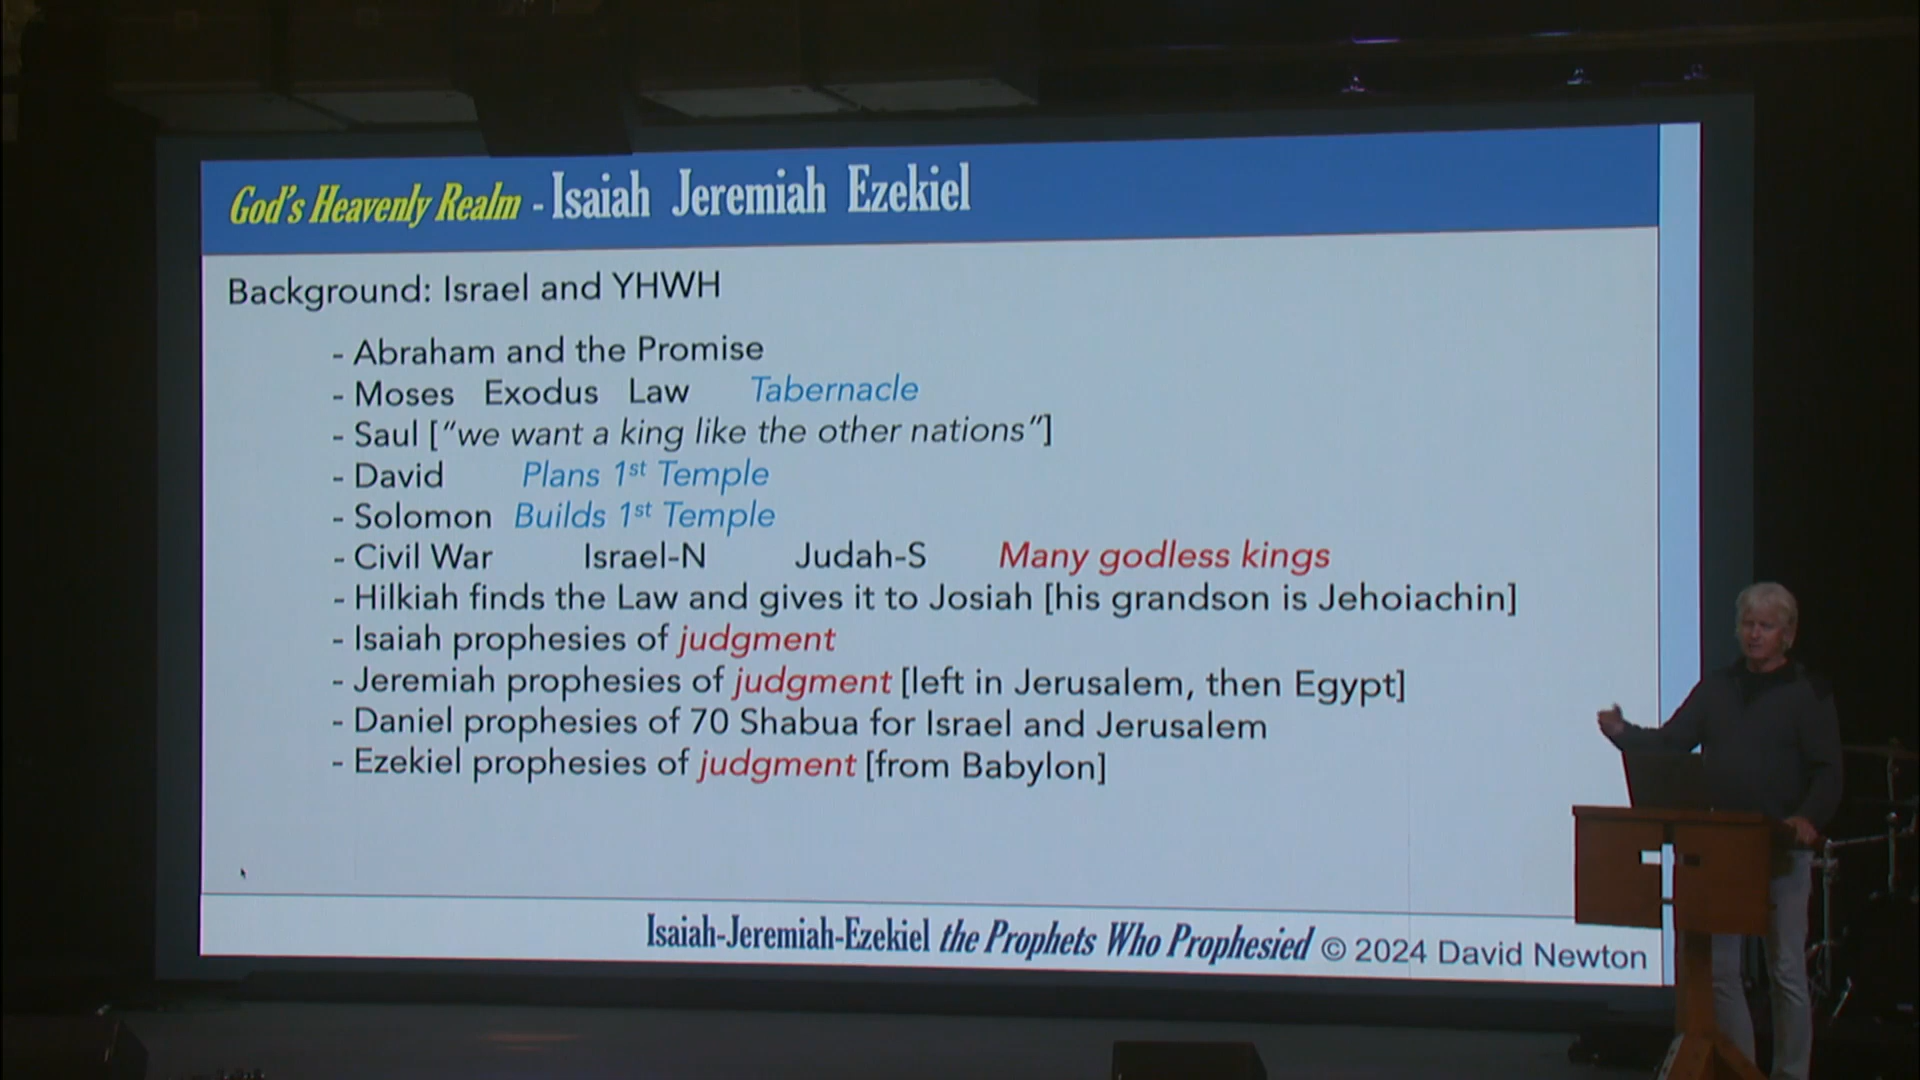 God's Heavenly Realm - Isaiah Jeremiah Ezekiel
Background: Israel and YHWH
- Abraham and the Promise
- Moses Exodus Law Tabernacle
- Saul ["we want a king like the other nations"]
- David Plans 1st Temple
- Solomon Builds 1st Temple
- Civil War Israel-N Judah-S Many godless kings
- Hilkiah finds the Law and gives it to Josiah [his grandson is Jehoiachin]
- Isaiah prophesies of judgment
- Jeremiah prophesies of judgment [left in Jerusalem, then Egypt]
- Daniel prophesies of 70 Shabua for Israel and Jerusalem
- Ezekiel prophesies of judgment [from Babylon]
Isaiah-Jeremiah-Ezekiel the Prophets Who Prophesied © 2024 David Newton